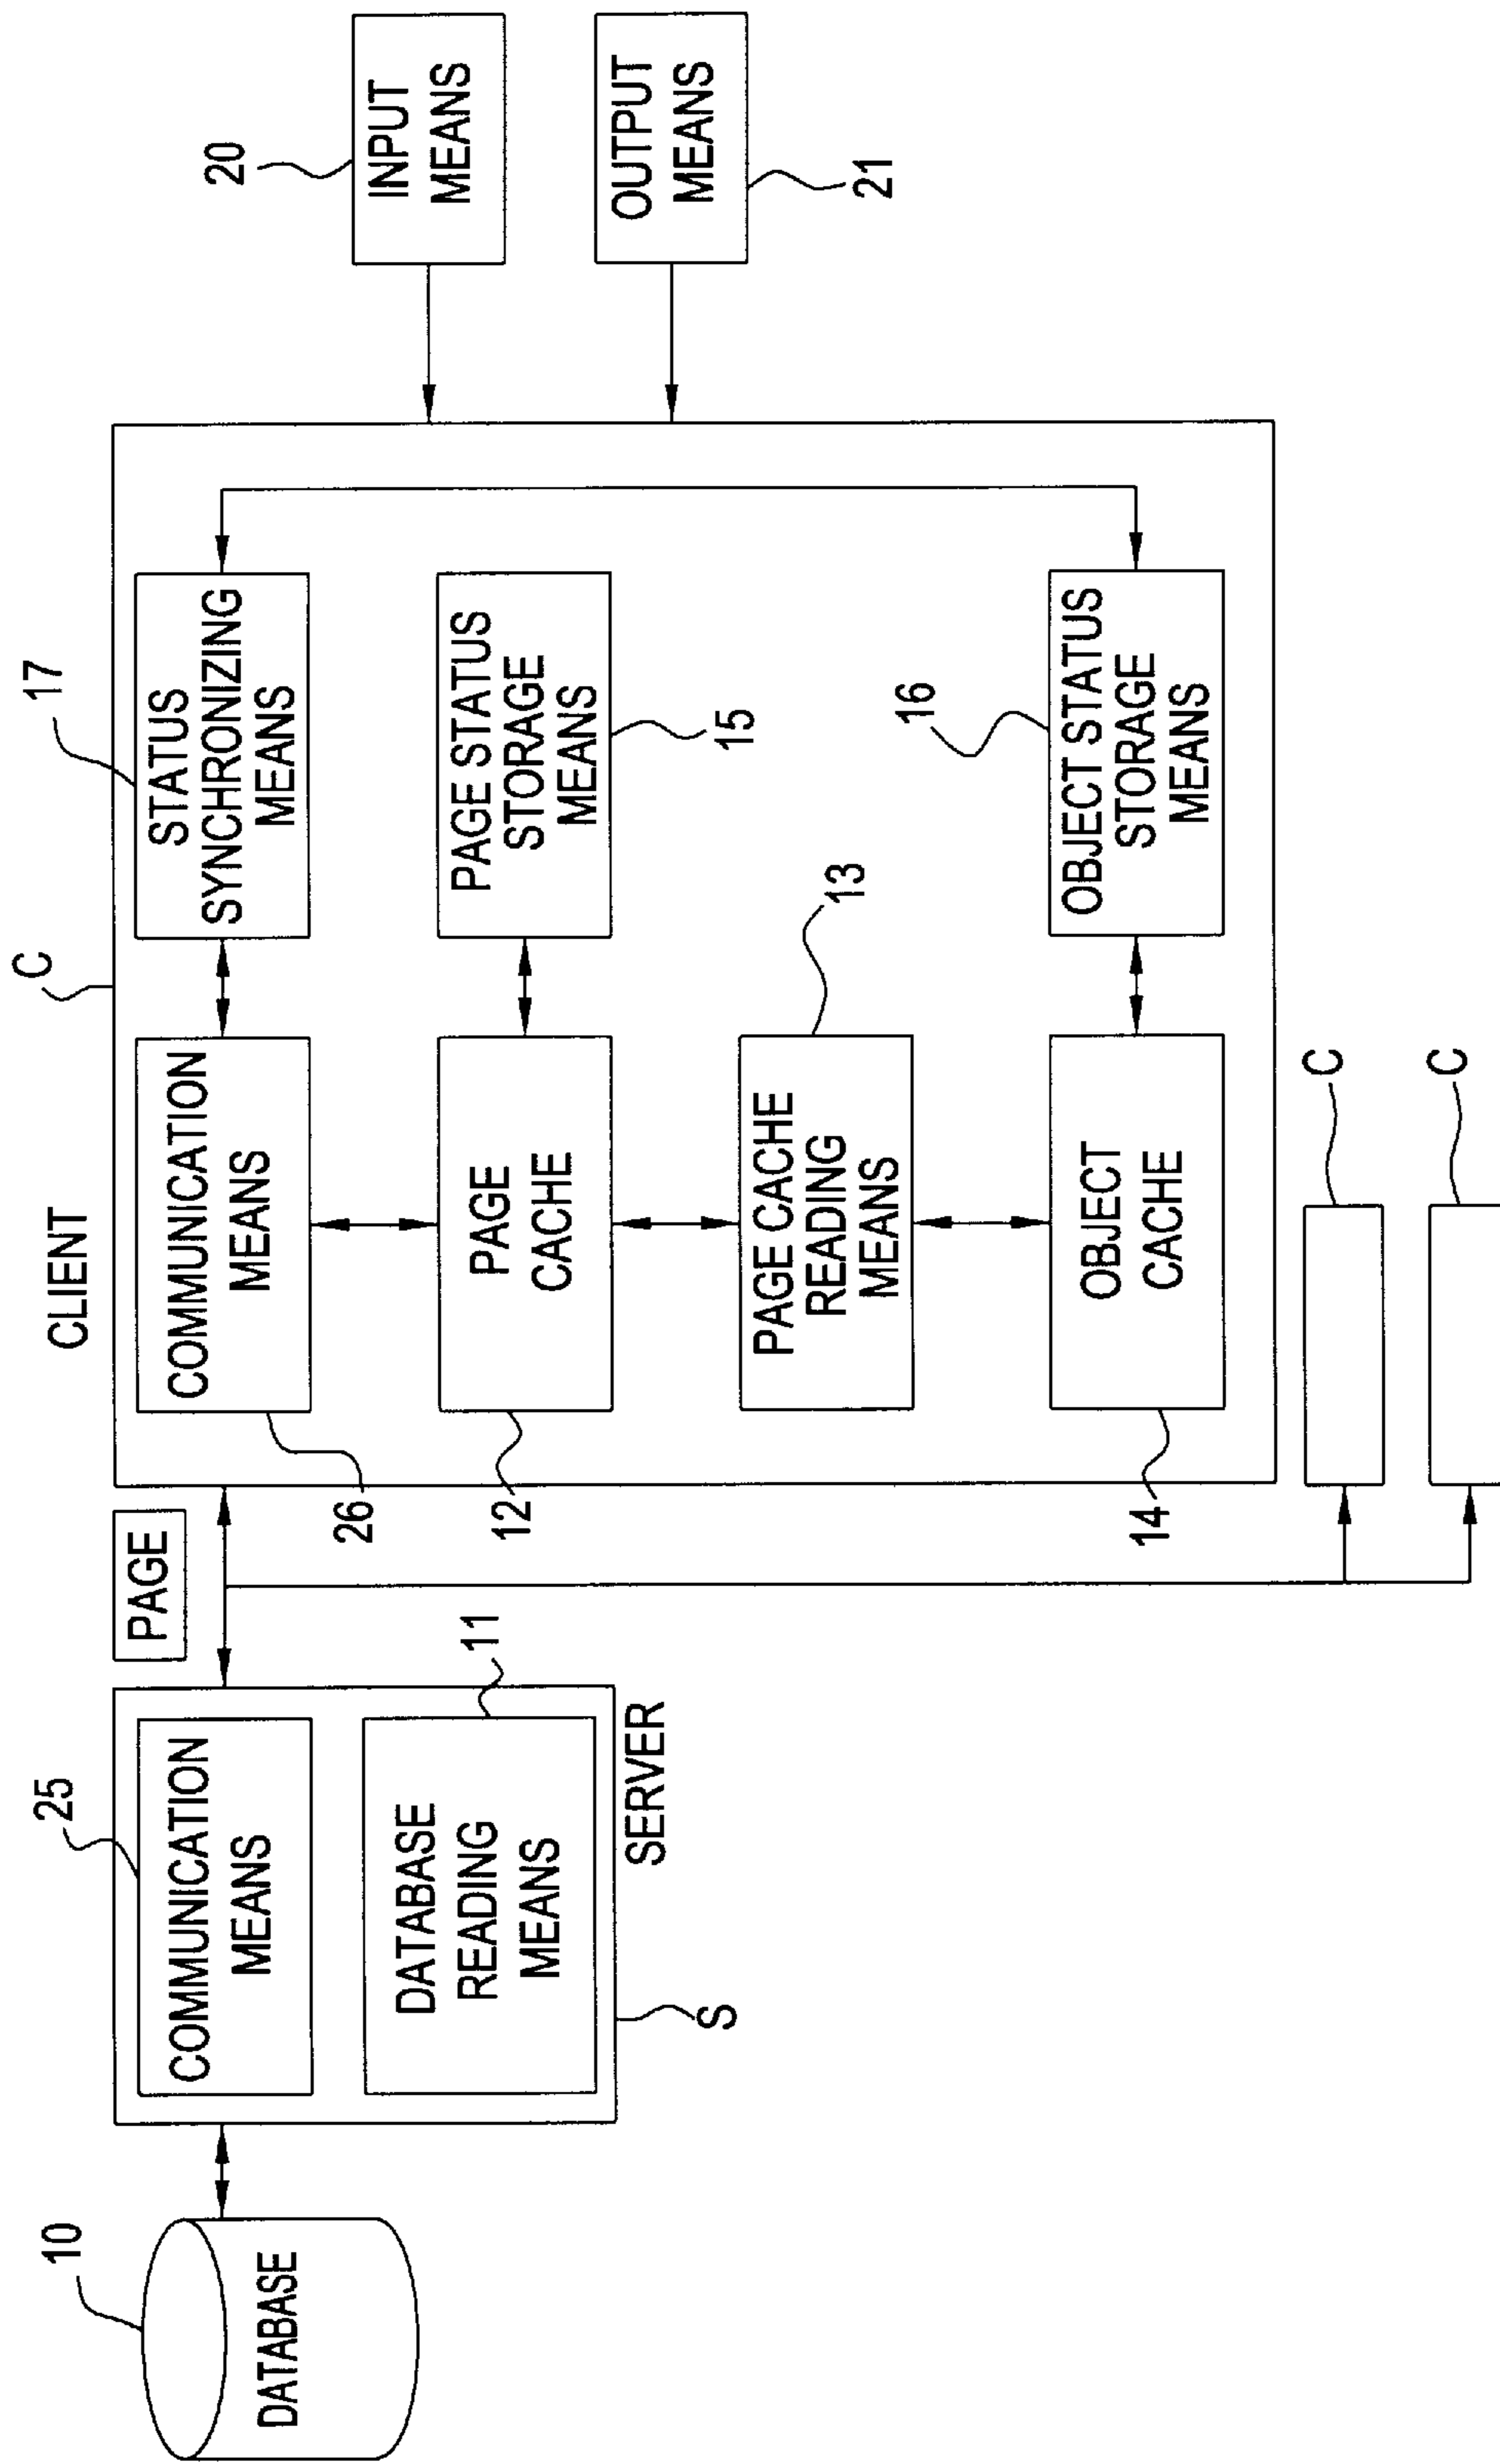 10
DATABASE
25
COMMUNICATION
MEANS
11
DATABASE
READING
MEANS
SERVER
S
PAGE
CLIENT
C
COMMUNICATION
MEANS
26
17
STATUS
SYNCHRONIZING
MEANS
PAGE
CACHE
12
PAGE STATUS
STORAGE
MEANS
15
PAGE CACHE
READING
MEANS
13
OBJECT
CACHE
14
16
OBJECT STATUS
STORAGE
MEANS
20
INPUT
MEANS
OUTPUT
MEANS
21
C
C